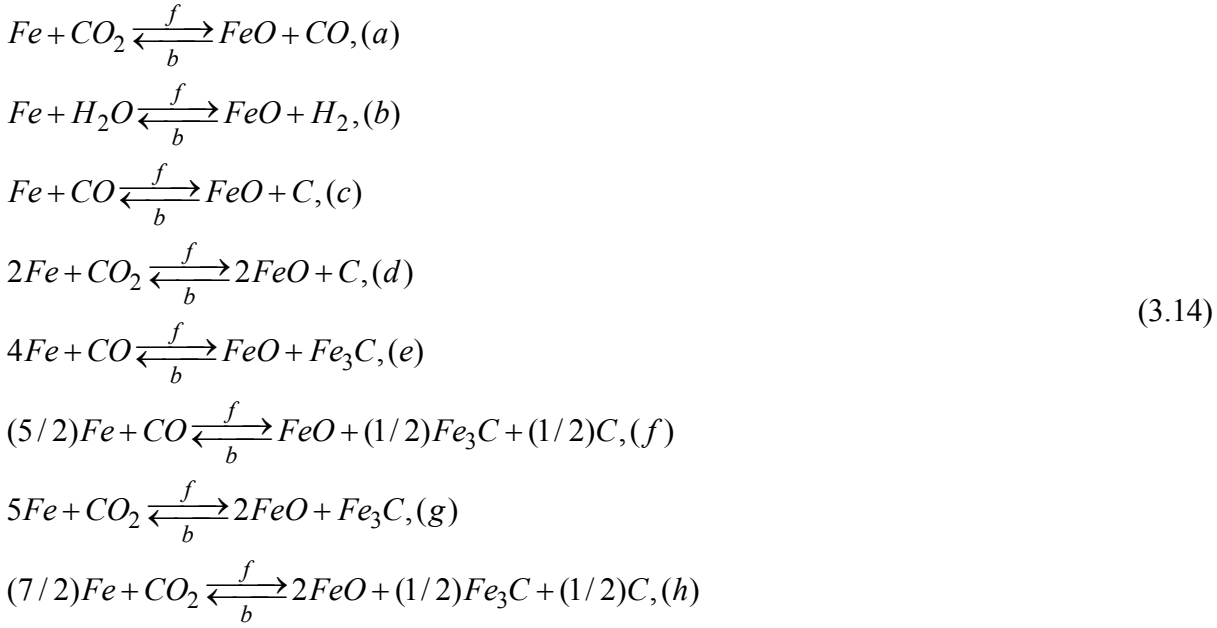 Fe + CO₂ ⇄ f b FeO + CO, (a)
Fe + H₂O ⇄ f b FeO + H₂, (b)
Fe + CO ⇄ f b FeO + C, (c)
2Fe + CO₂ ⇄ f b 2FeO + C, (d)
(3.14)
4Fe + CO ⇄ f b FeO + Fe₃C, (e)
(5/2)Fe + CO ⇄ f b FeO + (1/2)Fe₃C + (1/2)C, (f)
5Fe + CO₂ ⇄ f b 2FeO + Fe₃C, (g)
(7/2)Fe + CO₂ ⇄ f b 2FeO + (1/2)Fe₃C + (1/2)C, (h)